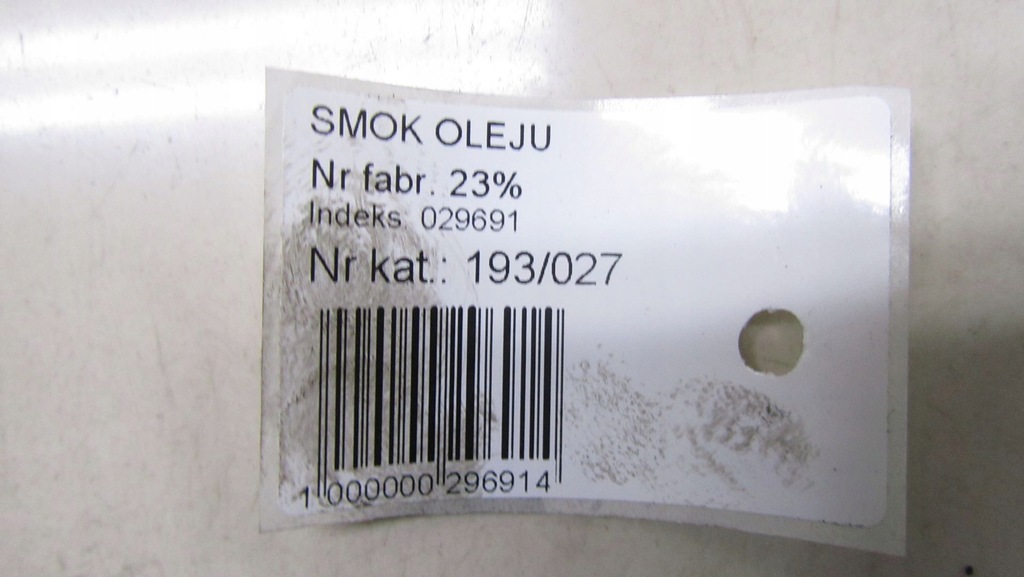 SMOK OLEJU
Nr fabr. 23%
Indeks: 029691
Nr kat.: 193/027
1 000000 296914